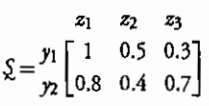 z₁ z₂ z₃
S̰ = y₁ [1 0.5 0.3]
y₂ [0.8 0.4 0.7]